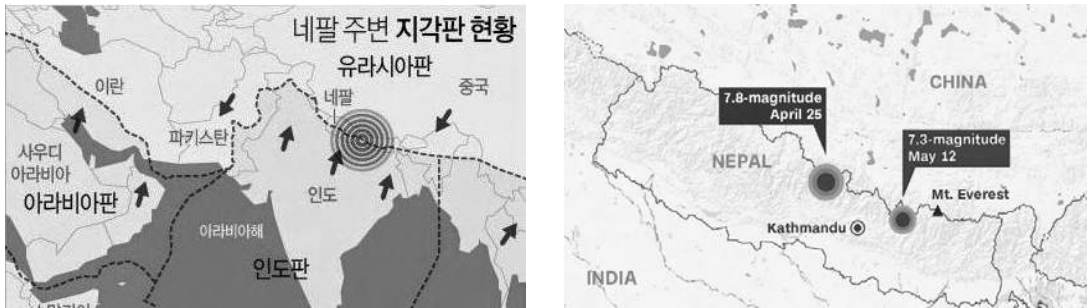 네팔 주변 지각판 현황
유라시아판
이란
중국
네팔
파키스탄
사우디
아라비아
아라비아판
인도
아라비아해
인도판
CHINA
7.8-magnitude
April 25
7.3-magnitude
May 12
NEPAL
Mt. Everest
Kathmandu
INDIA